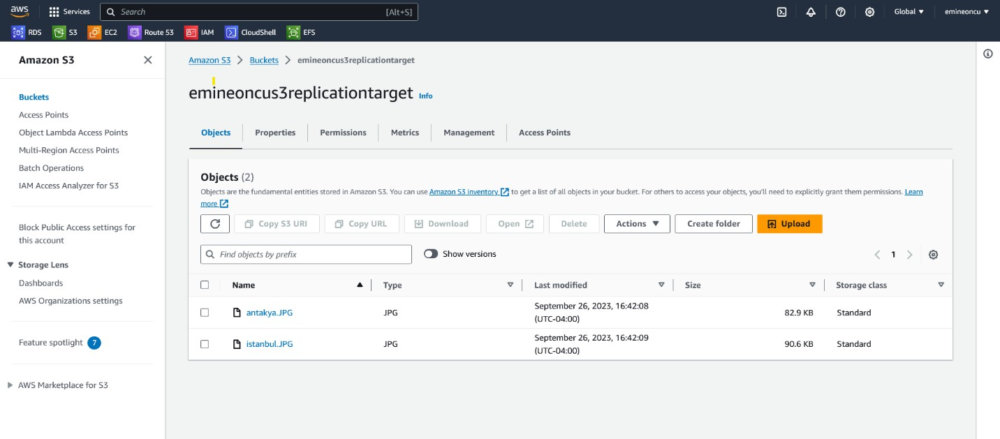 aws
Services
Search
[Alt+S]
Global
emineoncu
RDS
S3
EC2
Route 53
IAM
CloudShell
EFS
Amazon S3
Buckets
Access Points
Object Lambda Access Points
Multi-Region Access Points
Batch Operations
IAM Access Analyzer for S3
Block Public Access settings for
this account
Storage Lens
Dashboards
AWS Organizations settings
Feature spotlight 7
AWS Marketplace for S3
Amazon S3 > Buckets > emineoncus3replicationtarget
emineoncus3replicationtarget Info
Objects
Properties
Permissions
Metrics
Management
Access Points
Objects (2)
Objects are the fundamental entities stored in Amazon S3. You can use Amazon S3 inventory to get a list of all objects in your bucket. For others to access your objects, you'll need to explicitly grant them permissions. Learn
more
Copy S3 URI
Copy URL
Download
Open
Delete
Actions
Create folder
Upload
Find objects by prefix
Show versions
1
Name
Type
Last modified
Size
Storage class
antakya.JPG
JPG
September 26, 2023, 16:42:08
(UTC-04:00)
82.9 KB
Standard
istanbul.JPG
JPG
September 26, 2023, 16:42:09
(UTC-04:00)
90.6 KB
Standard